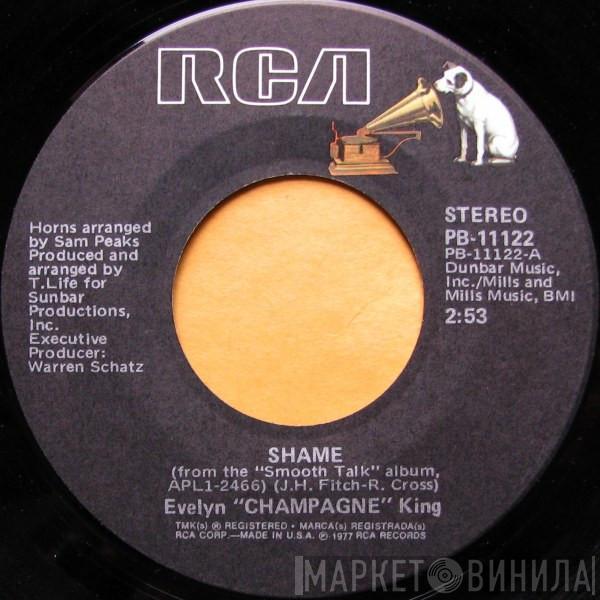 RCA
Horns arranged
by Sam Peaks
Produced and
arranged by
T.Life for
Sunbar
Productions,
Inc.
Executive
Producer:
Warren Schatz
STEREO
PB-11122
PB-11122-A
Dunbar Music,
Inc./Mills and
Mills Music, BMI
2:53
SHAME
(from the "Smooth Talk" album,
APL1-2466) (J.H. Fitch-R. Cross)
Evelyn "CHAMPAGNE" King
TMK(s) ® REGISTERED • MARCA(s) REGISTRADA(s)
RCA CORP.—MADE IN U.S.A. ℗ 1977 RCA RECORDS
МАРКЕТ ВИНИЛА